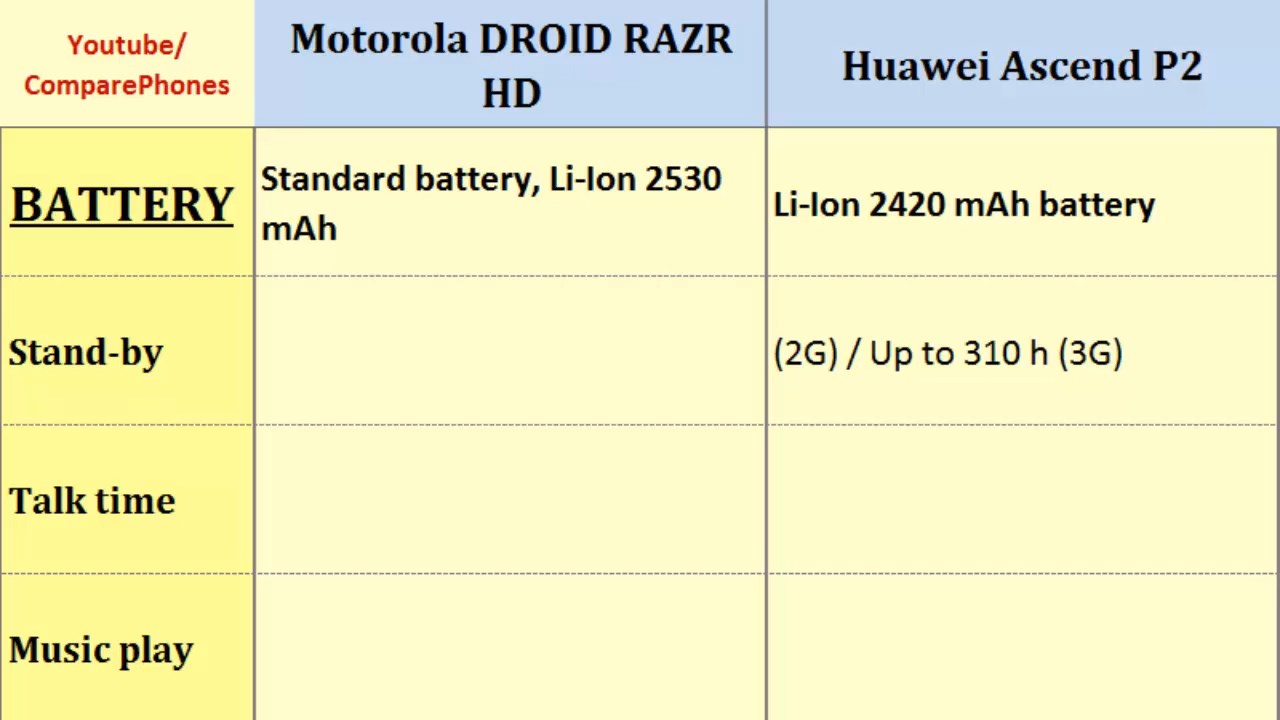 Youtube/
ComparePhones
Motorola DROID RAZR
HD
Huawei Ascend P2
BATTERY
Standard battery, Li-Ion 2530
mAh
Li-Ion 2420 mAh battery
Stand-by
(2G) / Up to 310 h (3G)
Talk time
Music play